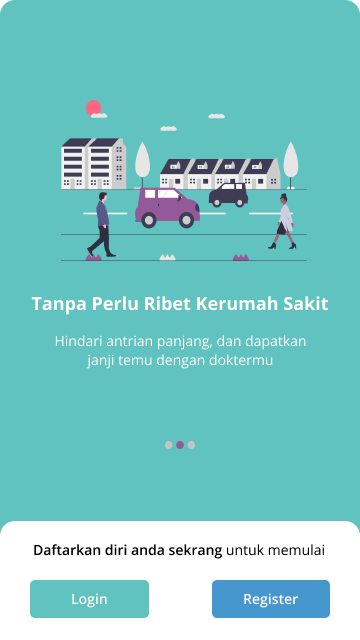 Tanpa Perlu Ribet Kerumah Sakit
Hindari antrian panjang, dan dapatkan
janji temu dengan doktermu
Daftarkan diri anda sekrang untuk memulai
Login
Register